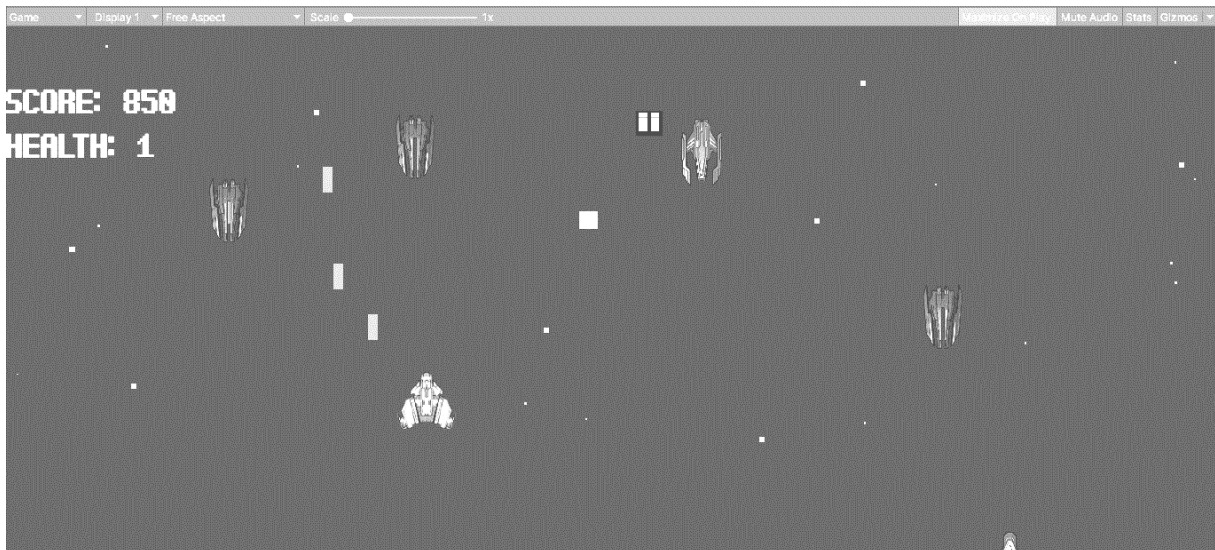 Game Display 1 Free Aspect Scale 1x Maximize On Play Mute Audio Stats Gizmos
SCORE: 850
HEALTH: 1